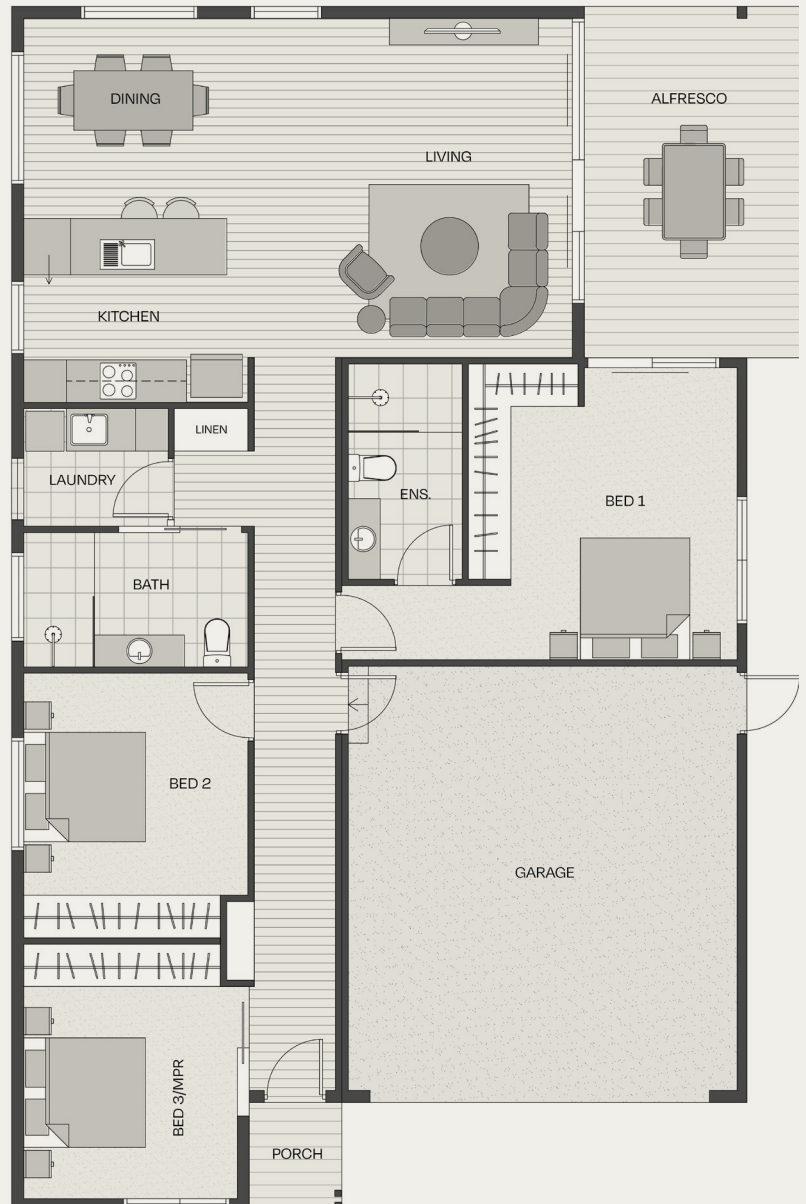 DINING
ALFRESCO
LIVING
KITCHEN
LINEN
LAUNDRY
ENS.
BED 1
BATH
BED 2
GARAGE
BED 3/MPR
PORCH